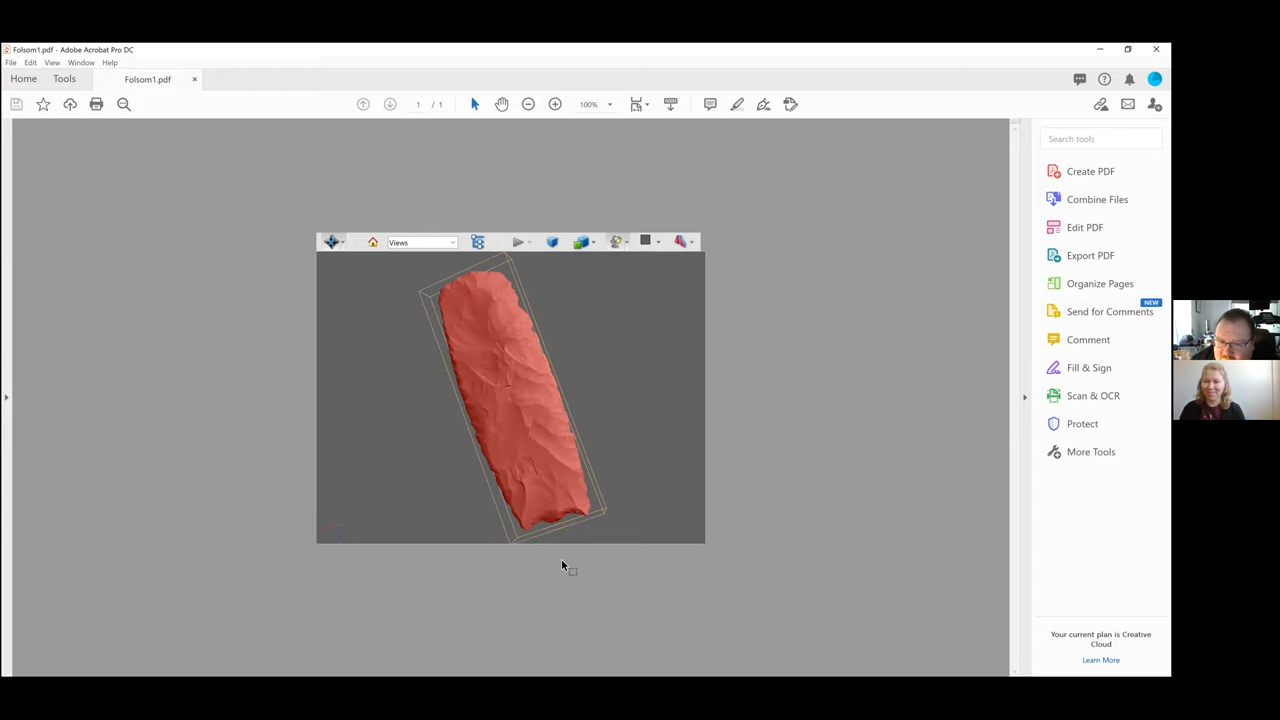 Folsom1.pdf - Adobe Acrobat Pro DC
File Edit View Window Help
Home Tools Folsom1.pdf ×
1 / 1 100%
Views
Search tools
Create PDF
Combine Files
Edit PDF
Export PDF
Organize Pages
NEW
Send for Comments
Comment
Fill & Sign
Scan & OCR
Protect
More Tools
Your current plan is Creative
Cloud
Learn More